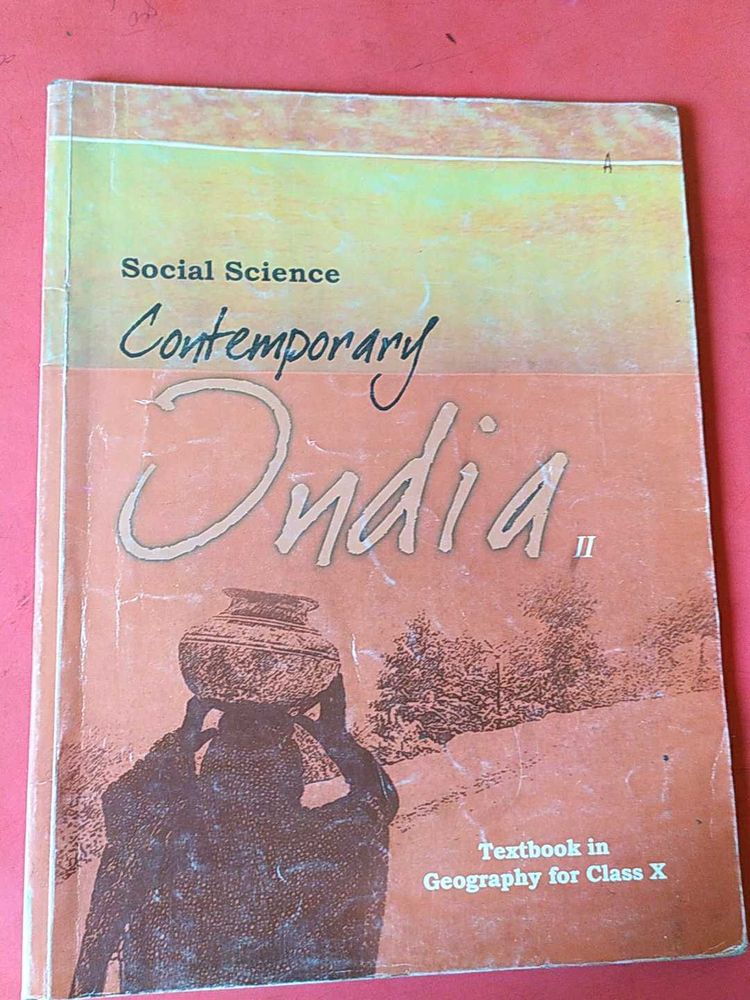 A
Social Science
Contemporary
India
II
Textbook in
Geography for Class X